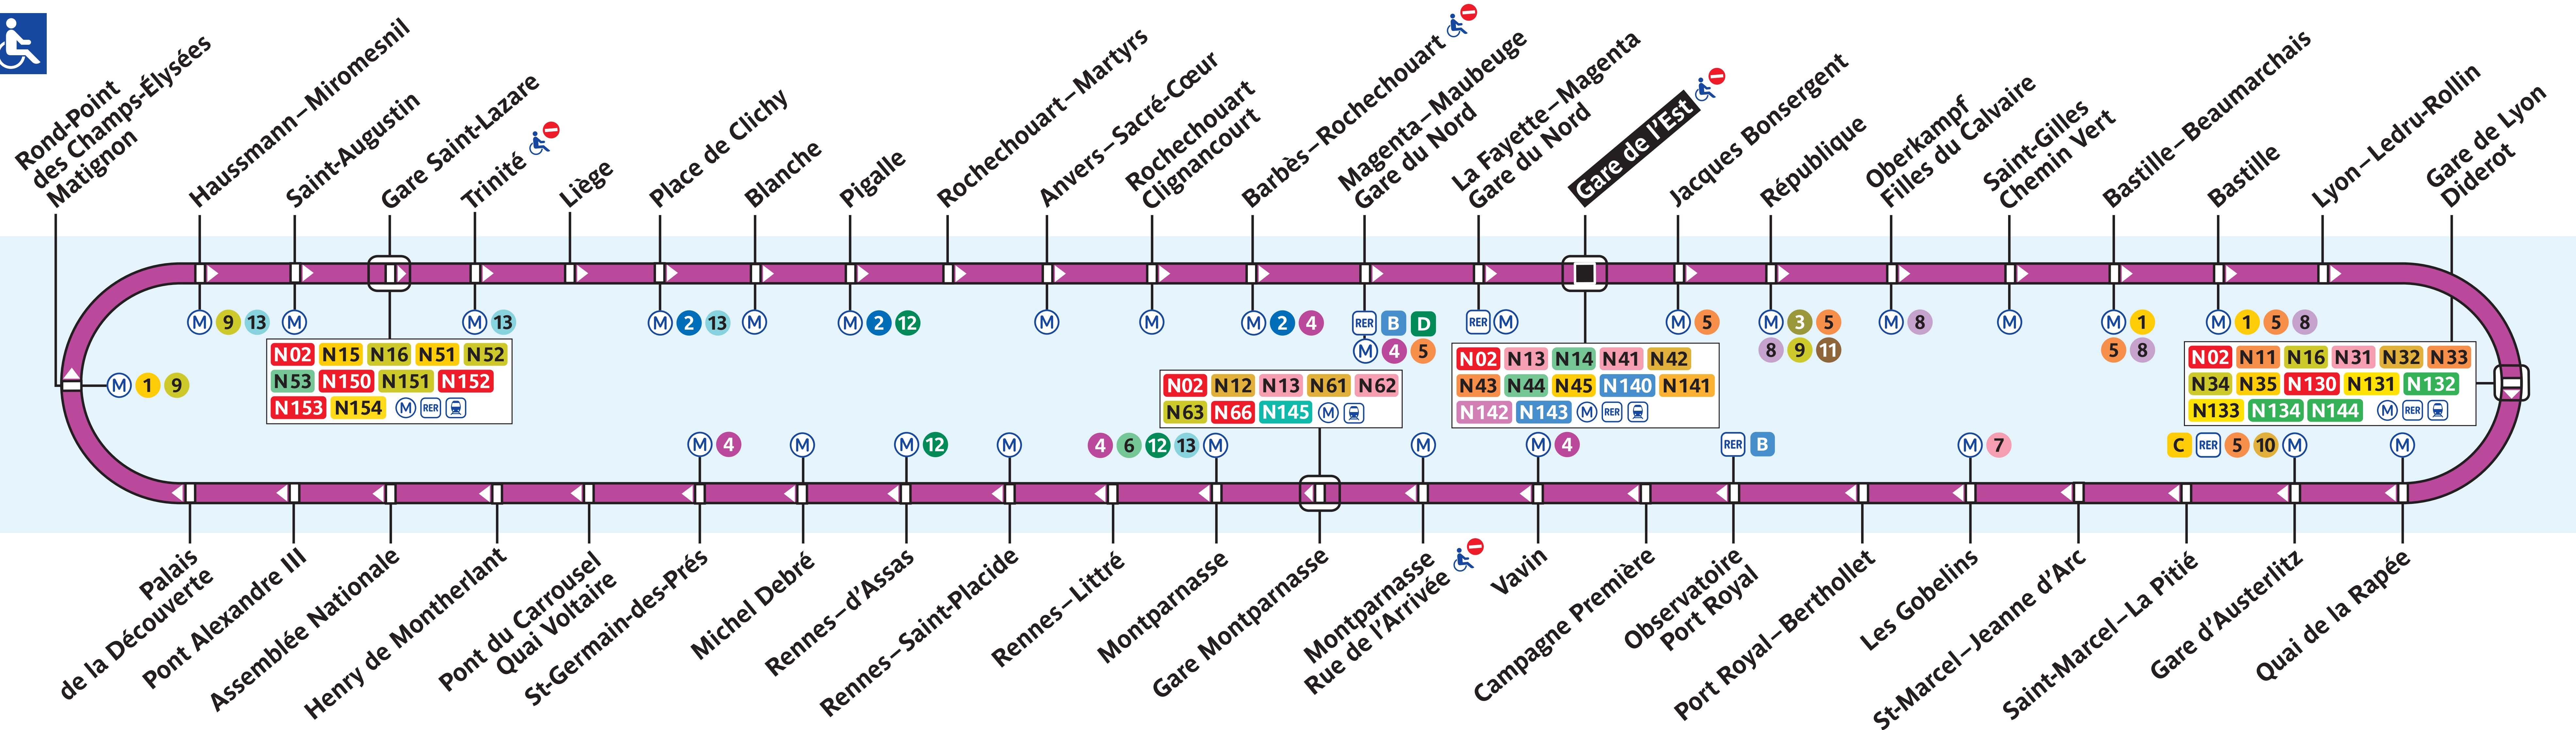 Rond-Point
des Champs-Élysées
Matignon
Haussmann – Miromesnil
Saint-Augustin
Gare Saint-Lazare
Trinité
Liège
Place de Clichy
Blanche
Pigalle
Rochechouart – Martyrs
Anvers – Sacré-Cœur
Rochechouart
Clignancourt
Barbès – Rochechouart
Magenta – Maubeuge
Gare du Nord
La Fayette – Magenta
Gare du Nord
Gare de l'Est
Jacques Bonsergent
République
Oberkampf
Filles du Calvaire
Saint-Gilles
Chemin Vert
Bastille – Beaumarchais
Bastille
Lyon – Ledru-Rollin
Gare de Lyon
Diderot
M 9 13
M
M 13
M 2 13
M
M 2 12
M
M
M 2 4
RER B D
M 4 5
RER M
M 5
M 3 5
8 9 11
M 8
M
M 1
5 8
M 1 5 8
M 1 9
N02 N15 N16 N51 N52
N53 N150 N151 N152
N153 N154 M RER
N02 N12 N13 N61 N62
N63 N66 N145 M
N02 N13 N14 N41 N42
N43 N44 N45 N140 N141
N142 N143 M RER
N02 N11 N16 N31 N32 N33
N34 N35 N130 N131 N132
N133 N134 N144 M RER
M 4
M
M 12
M
4 6 12 13 M
M
M 4
RER B
M 7
C RER 5 10 M
M
Palais
de la Découverte
Pont Alexandre III
Assemblée Nationale
Henry de Montherlant
Pont du Carrousel
Quai Voltaire
St-Germain-des-Prés
Michel Debré
Rennes – d'Assas
Rennes – Saint-Placide
Rennes – Littré
Montparnasse
Gare Montparnasse
Montparnasse
Rue de l'Arrivée
Vavin
Campagne Première
Observatoire
Port Royal
Port Royal – Berthollet
Les Gobelins
St-Marcel – Jeanne d'Arc
Saint-Marcel – La Pitié
Gare d'Austerlitz
Quai de la Rapée